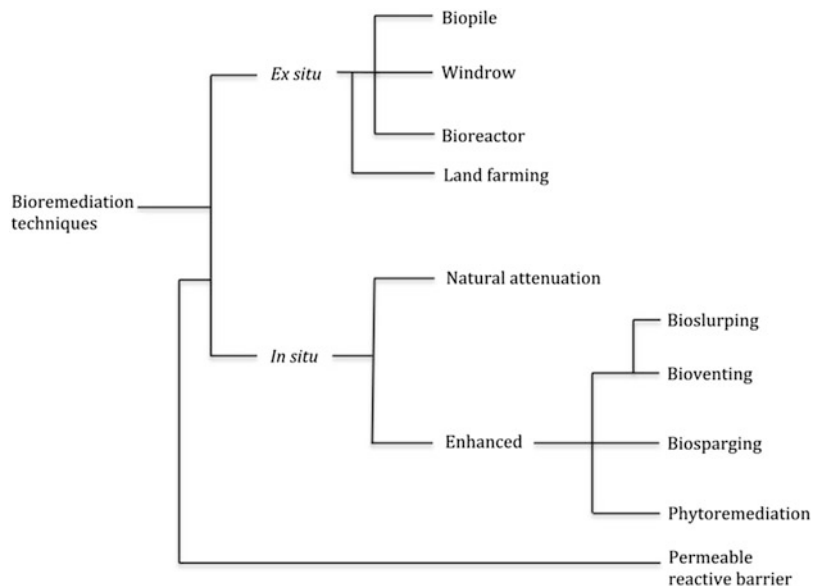 Biopile
Ex situ
Windrow
Bioreactor
Land farming
Bioremediation
techniques
Natural attenuation
Bioslurping
In situ
Bioventing
Enhanced
Biosparging
Phytoremediation
Permeable
reactive barrier